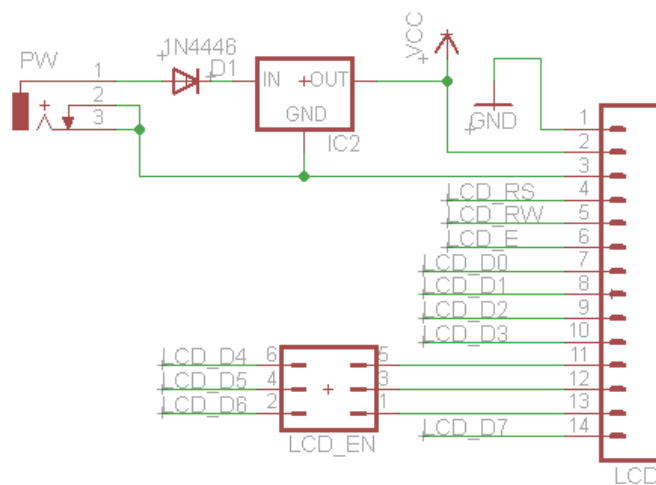 PW
1
2
3
1N4446
D1
IN
OUT
GND
IC2
VCC
GND
1
2
3
LCD_RS 4
LCD_RW 5
LCD_E 6
LCD_D0 7
LCD_D1 8
LCD_D2 9
LCD_D3 10
LCD_D4 6 5 11
LCD_D5 4 3 12
LCD_D6 2 1 13
LCD_D7 14
LCD_EN
LCD